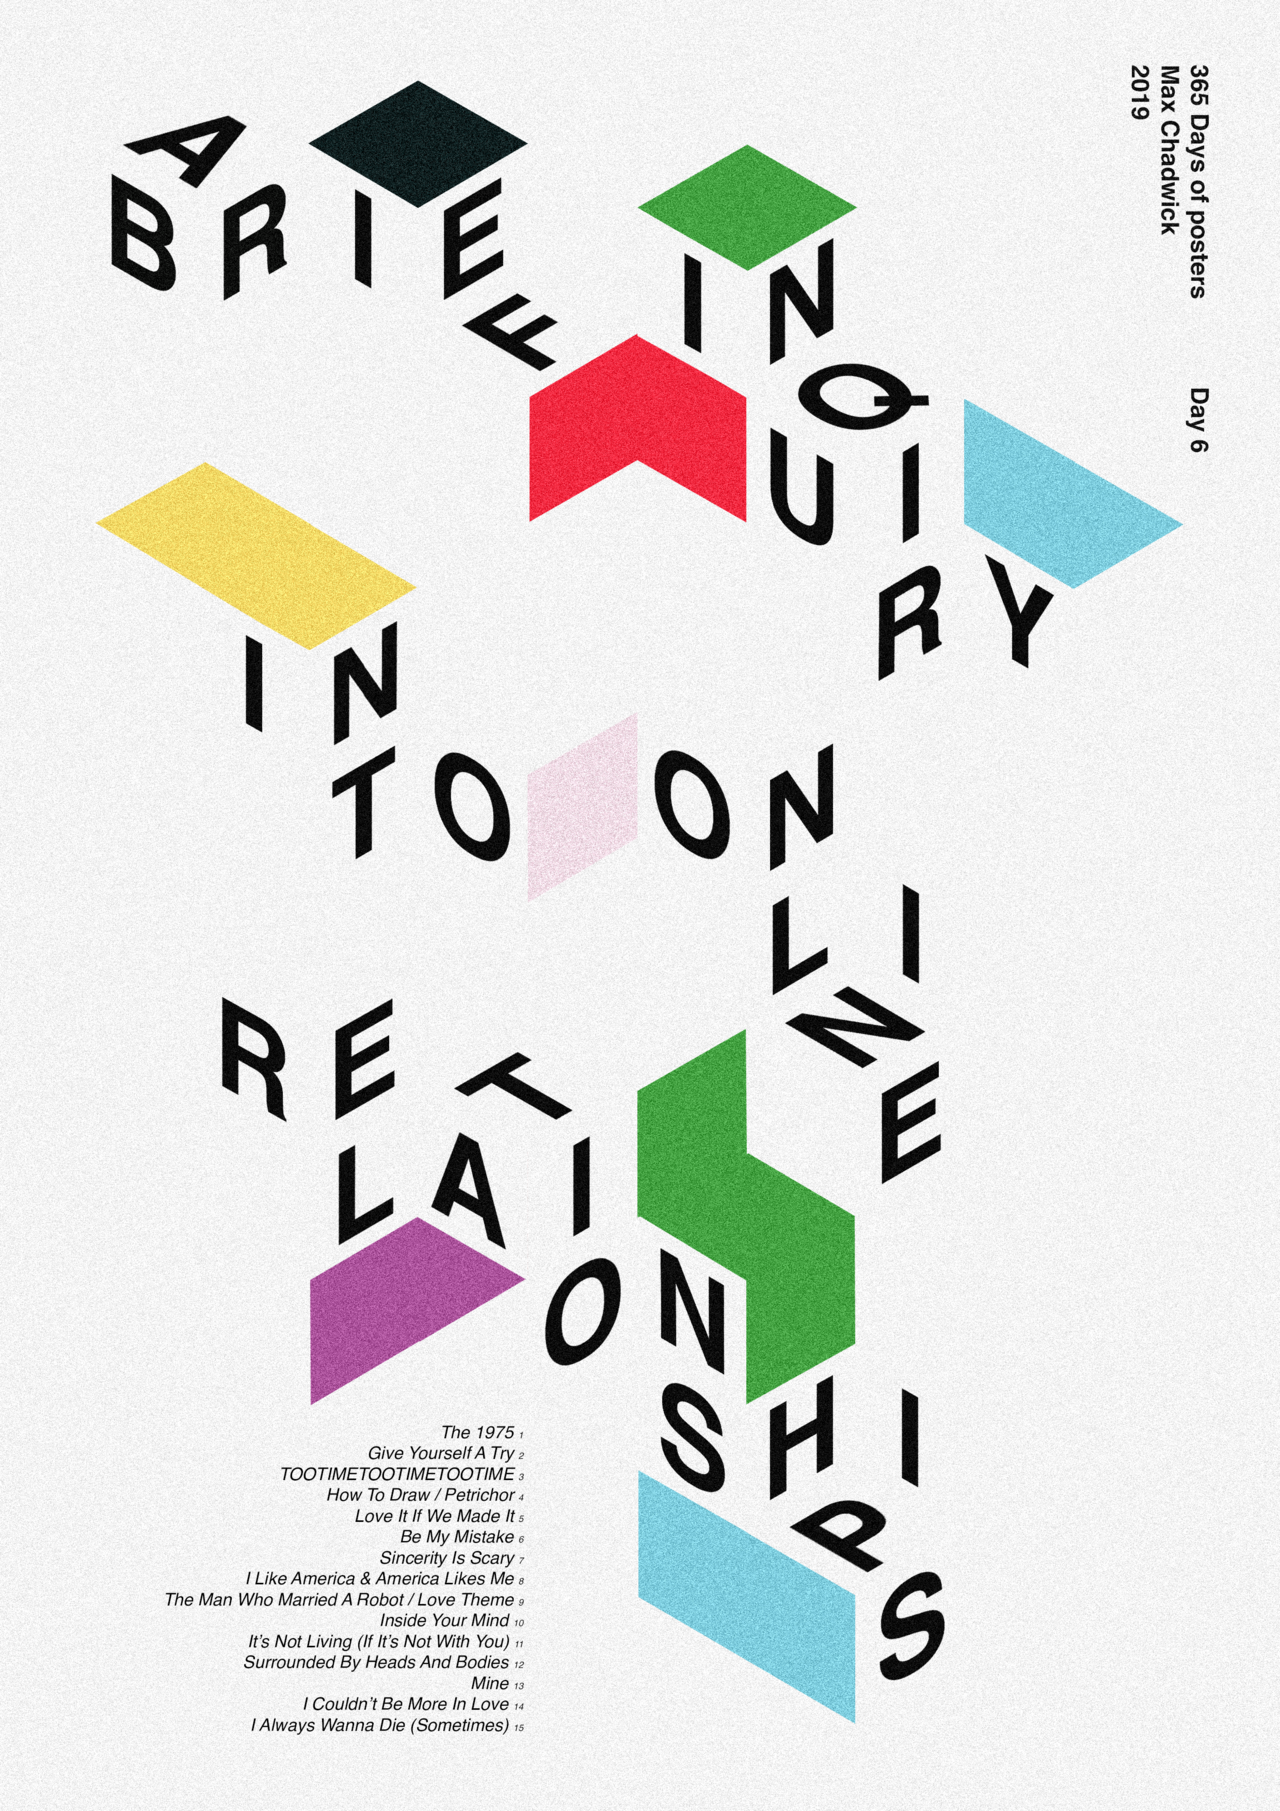 A BRIEF
INQUIRY
INTO ONLINE
RELATIONSHIPS
365 Days of posters Day 6
Max Chadwick
2019
The 1975 1
Give Yourself A Try 2
TOOTIMETOOTIMETOOTIME 3
How To Draw / Petrichor 4
Love It If We Made It 5
Be My Mistake 6
Sincerity Is Scary 7
I Like America & America Likes Me 8
The Man Who Married A Robot / Love Theme 9
Inside Your Mind 10
It's Not Living (If It's Not With You) 11
Surrounded By Heads And Bodies 12
Mine 13
I Couldn't Be More In Love 14
I Always Wanna Die (Sometimes) 15